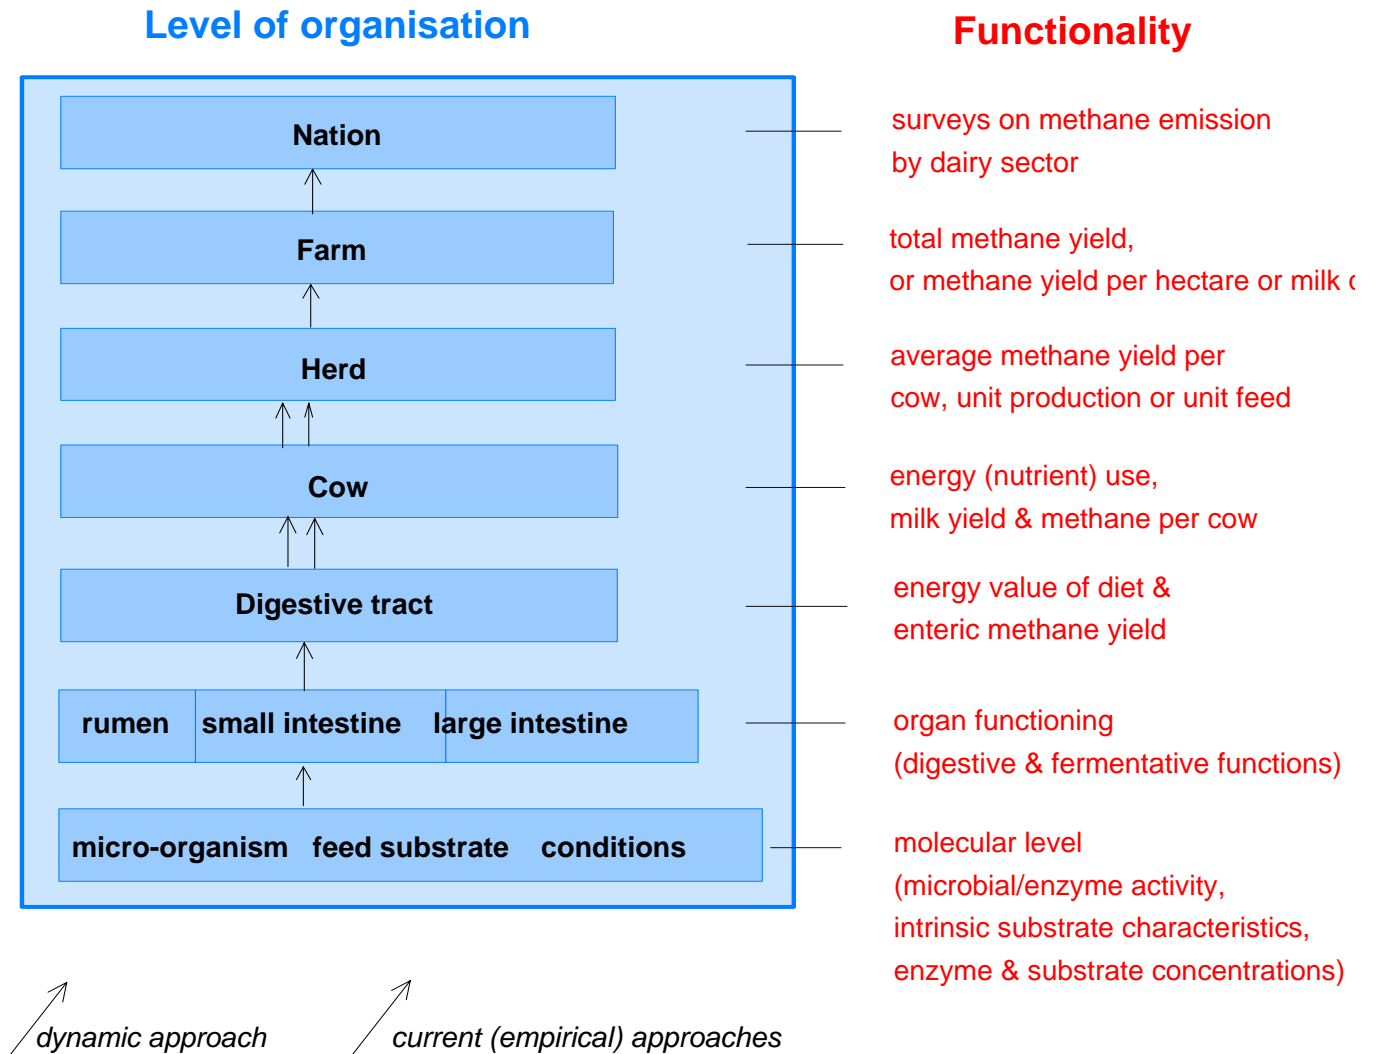 Level of organisation
Functionality
Nation
surveys on methane emission
by dairy sector
Farm
total methane yield,
or methane yield per hectare or milk
Herd
average methane yield per
cow, unit production or unit feed
Cow
energy (nutrient) use,
milk yield & methane per cow
Digestive tract
energy value of diet &
enteric methane yield
rumen small intestine large intestine
organ functioning
(digestive & fermentative functions)
micro-organism feed substrate conditions
molecular level
(microbial/enzyme activity,
intrinsic substrate characteristics,
enzyme & substrate concentrations)
dynamic approach
current (empirical) approaches